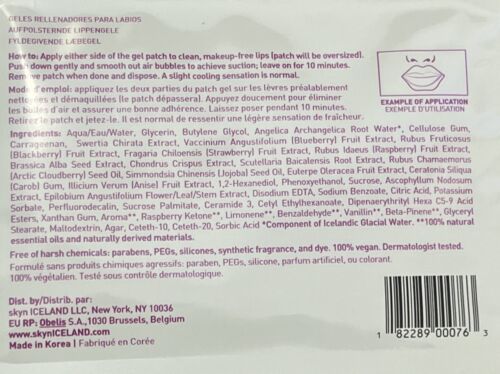 GELES RELLENADORES PARA LABIOS
AUFPOLSTERNDE LIPPENGELE
FYLDEGIVENDE LÆBEGEL
How to: Apply either side of the gel patch to clean, makeup-free lips (patch will be oversized).
Push down gently and smooth out air bubbles to achieve suction; leave on for 10 minutes.
Remove patch when done and dispose. A slight cooling sensation is normal.
Mode d'emploi: appliquez les deux parties du patch gel sur les lèvres préalablement
nettoyées et démaquillées (le patch dépassera). Appuyez doucement pour éliminer
les bulles d'air et assurer une bonne adhérence. Laissez poser pendant 10 minutes.
Retirez le patch et jetez-le. Il est normal de ressentir une légère sensation de fraîcheur.
EXAMPLE OF APPLICATION
EXEMPLE D'UTILISATION
Ingredients: Aqua/Eau/Water, Glycerin, Butylene Glycol, Angelica Archangelica Root Water*, Cellulose Gum,
Carrageenan, Swertia Chirata Extract, Vaccinium Angustifolium (Blueberry) Fruit Extract, Rubus Fruticosus
(Blackberry) Fruit Extract, Fragaria Chiloensis (Strawberry) Fruit Extract, Rubus Idaeus (Raspberry) Fruit Extract,
Brassica Alba Seed Extract, Chondrus Crispus Extract, Scutellaria Baicalensis Root Extract, Rubus Chamaemorus
(Arctic Cloudberry) Seed Oil, Simmondsia Chinensis (Jojoba) Seed Oil, Euterpe Oleracea Fruit Extract, Ceratonia Siliqua
(Carob) Gum, Illicium Verum (Anise) Fruit Extract, 1,2-Hexanediol, Phenoxyethanol, Sucrose, Ascophyllum Nodosum
Extract, Epilobium Angustifolium Flower/Leaf/Stem Extract, Disodium EDTA, Sodium Benzoate, Citric Acid, Potassium
Sorbate, Perfluorodecalin, Sucrose Palmitate, Ceramide 3, Cetyl Ethylhexanoate, Dipenaerythrityl Hexa C5-9 Acid
Esters, Xanthan Gum, Aroma**, Raspberry Ketone**, Limonene**, Benzaldehyde**, Vanillin**, Beta-Pinene**, Glyceryl
Stearate, Maltodextrin, Agar, Ceteth-10, Ceteth-20, Sorbic Acid *Component of Icelandic Glacial Water. **100% natural
essential oils and naturally derived materials.
Free of harsh chemicals: parabens, PEGs, silicones, synthetic fragrance, and dye. 100% vegan. Dermatologist tested.
Formulé sans produits chimiques agressifs: paraben, PEGs, silicone, parfum artificiel, ou colorant.
100% végétalien. Testé sous contrôle dermatologique.
Dist. by/Distrib. par:
skyn ICELAND LLC, New York, NY 10036
EU RP: Obelis S.A.,1030 Brussels, Belgium
www.skynICELAND.com
Made in Korea | Fabriqué en Corée
1 82289 00076 3